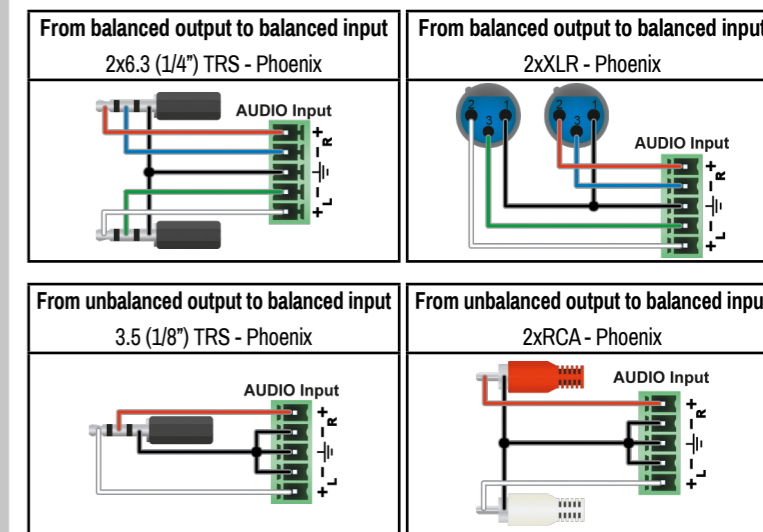 From balanced output to balanced input
2x6.3 (1/4”) TRS - Phoenix
AUDIO Input
+
-
R
-
L
+
From balanced output to balanced input
2xXLR - Phoenix
2
1
3
2
1
3
AUDIO Input
+
R
-
-
L
+
From unbalanced output to balanced input
3.5 (1/8”) TRS - Phoenix
AUDIO Input
+
R
-
-
L
+
From unbalanced output to balanced inpu
2xRCA - Phoenix
AUDIO Input
+
R
-
-
L
+